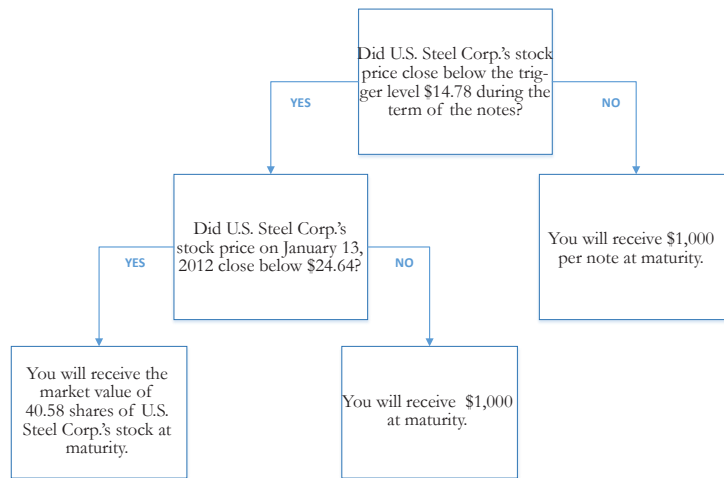 Did U.S. Steel Corp.'s stock
price close below the trig-
ger level $14.78 during the
term of the notes?
YES
NO
Did U.S. Steel Corp.'s
stock price on January 13,
2012 close below $24.64?
You will receive $1,000
per note at maturity.
YES
NO
You will receive the
market value of
40.58 shares of U.S.
Steel Corp.'s stock at
maturity.
You will receive $1,000
at maturity.